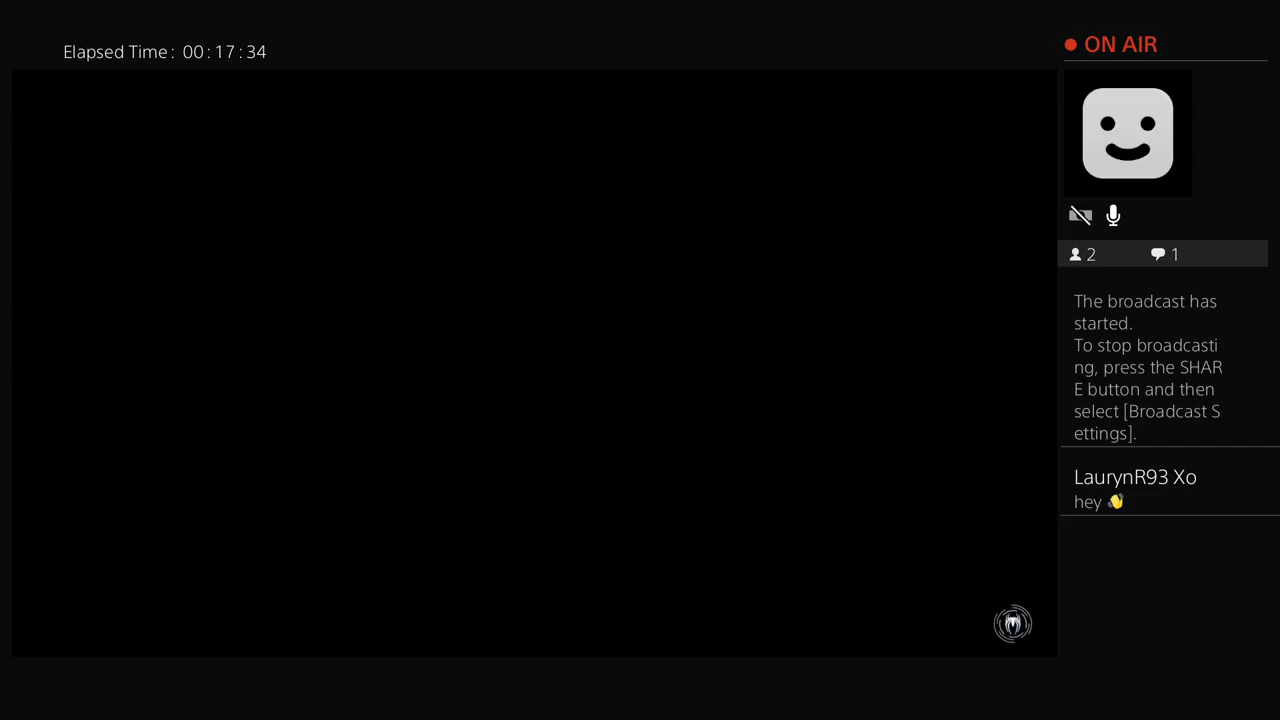 Elapsed Time: 00:17:34
ON AIR
2
1
The broadcast has
started.
To stop broadcasti
ng, press the SHAR
E button and then
select [Broadcast S
ettings].
LaurynR93 Xo
hey 👋